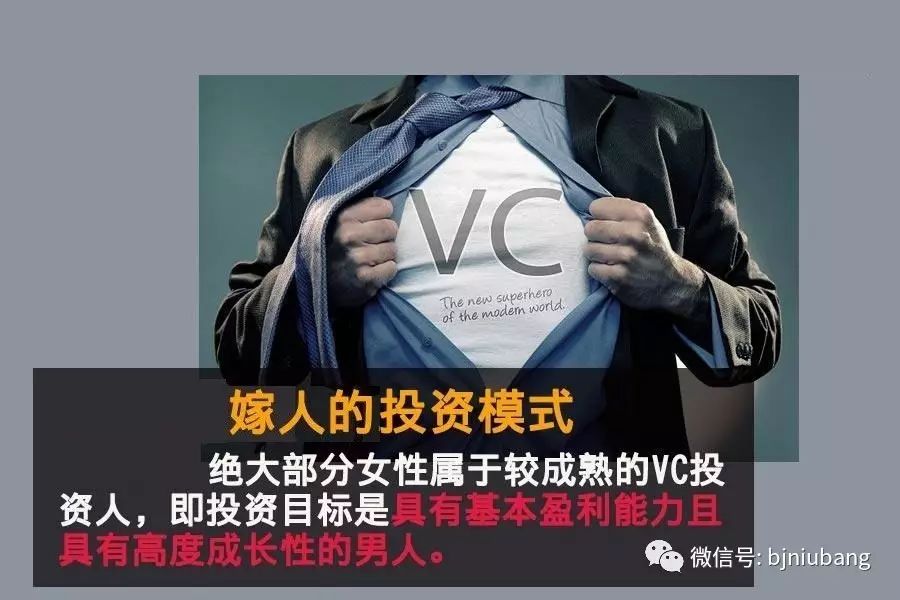 VC
The new superhero
of the modern world.
嫁人的投资模式
绝大部分女性属于较成熟的VC投
资人，即投资目标是具有基本盈利能力且
具有高度成长性的男人。
微信号: bjniubang